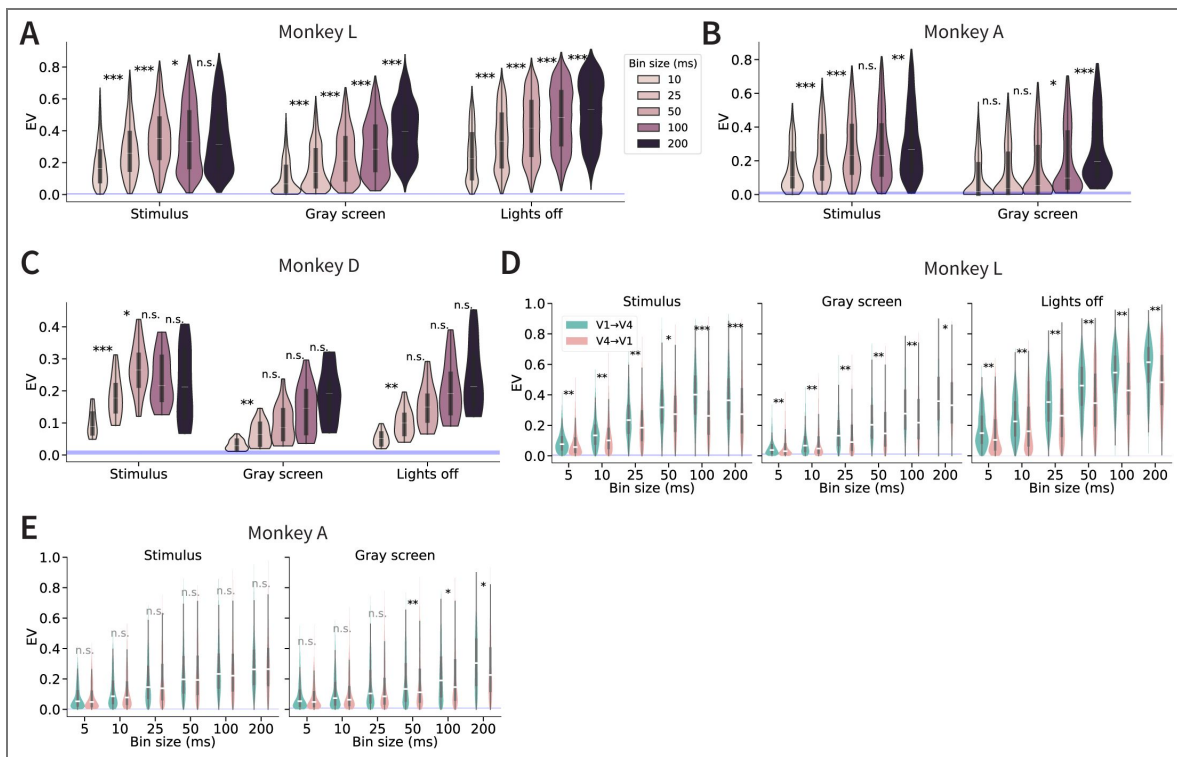 A
Monkey L
EV
0.8
0.6
0.4
0.2
0.0
*** *** * n.s.
*** *** *** *** ***
*** *** *** ***
Stimulus Gray screen Lights off
Bin size (ms)
10
25
50
100
200
B
Monkey A
EV
0.8
0.6
0.4
0.2
0.0
*** *** n.s. **
n.s. n.s. * ***
Stimulus Gray screen
C
Monkey D
EV
0.4
0.3
0.2
0.1
0.0
*** * n.s. n.s.
** n.s. n.s. n.s.
** n.s. n.s. n.s.
Stimulus Gray screen Lights off
D
Monkey L
Stimulus Gray screen Lights off
EV
1.0
0.8
0.6
0.4
0.2
0.0
V1→V4
V4→V1
** ** ** * *** ***
** ** ** ** ** *
** ** ** ** ** **
5 10 25 50 100 200 5 10 25 50 100 200 5 10 25 50 100 200
Bin size (ms) Bin size (ms) Bin size (ms)
E
Monkey A
Stimulus Gray screen
EV
1.0
0.8
0.6
0.4
0.2
0.0
n.s. n.s. n.s. n.s. n.s. n.s.
n.s. n.s. n.s. ** * *
5 10 25 50 100 200 5 10 25 50 100 200
Bin size (ms) Bin size (ms)